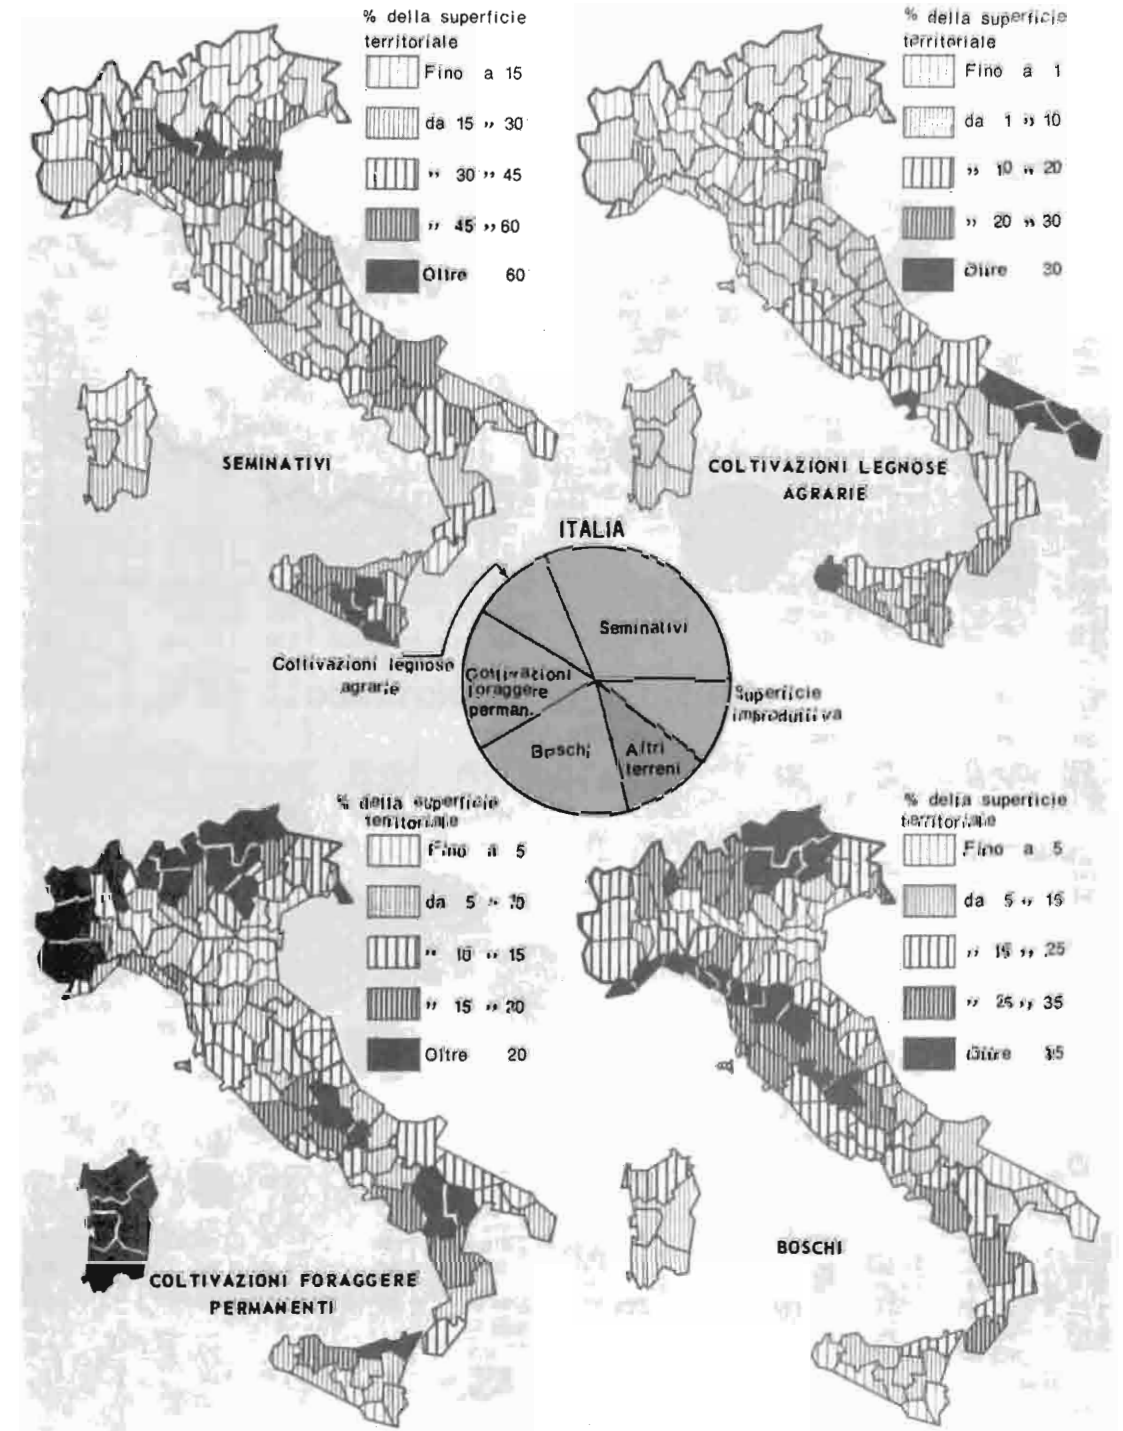 % della superficie
territoriale
Fino a 15
da 15 ,, 30
,, 30 ,, 45
,, 45 ,, 60
Oltre 60
SEMINATIVI
% della superficie
territoriale
Fino a 1
da 1 ,, 10
,, 10 ,, 20
,, 20 ,, 30
Oltre 30
COLTIVAZIONI LEGNOSE
AGRARIE
ITALIA
Seminativi
Coltivazioni legnose
agrarie
Coltivazioni
foraggere
perman.
Superficie
improduttiva
Boschi
Altri
terreni
% della superficie
territoriale
Fino a 5
da 5 ,, 10
,, 10 ,, 15
,, 15 ,, 20
Oltre 20
COLTIVAZIONI FORAGGERE
PERMANENTI
% della superficie
territoriale
Fino a 5
da 5 ,, 15
,, 15 ,, 25
,, 25 ,, 35
Oltre 35
BOSCHI